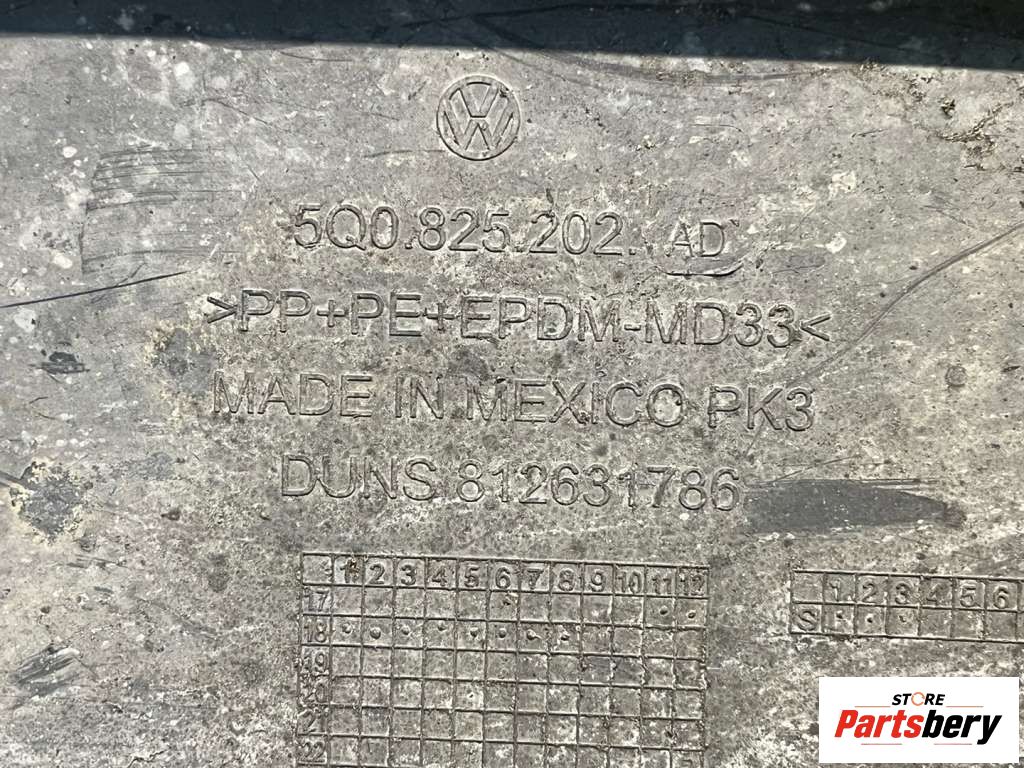 VW
5Q0.825.202. AD
>PP+PE+EPDM-MD33<
MADE IN MEXICO PK3
DUNS 812631786
1 2 3 4 5 6 7 8 9 10 11 12
17
18
19
20
21
22
1 2 3 4 5 6
S
STORE
Partsbery